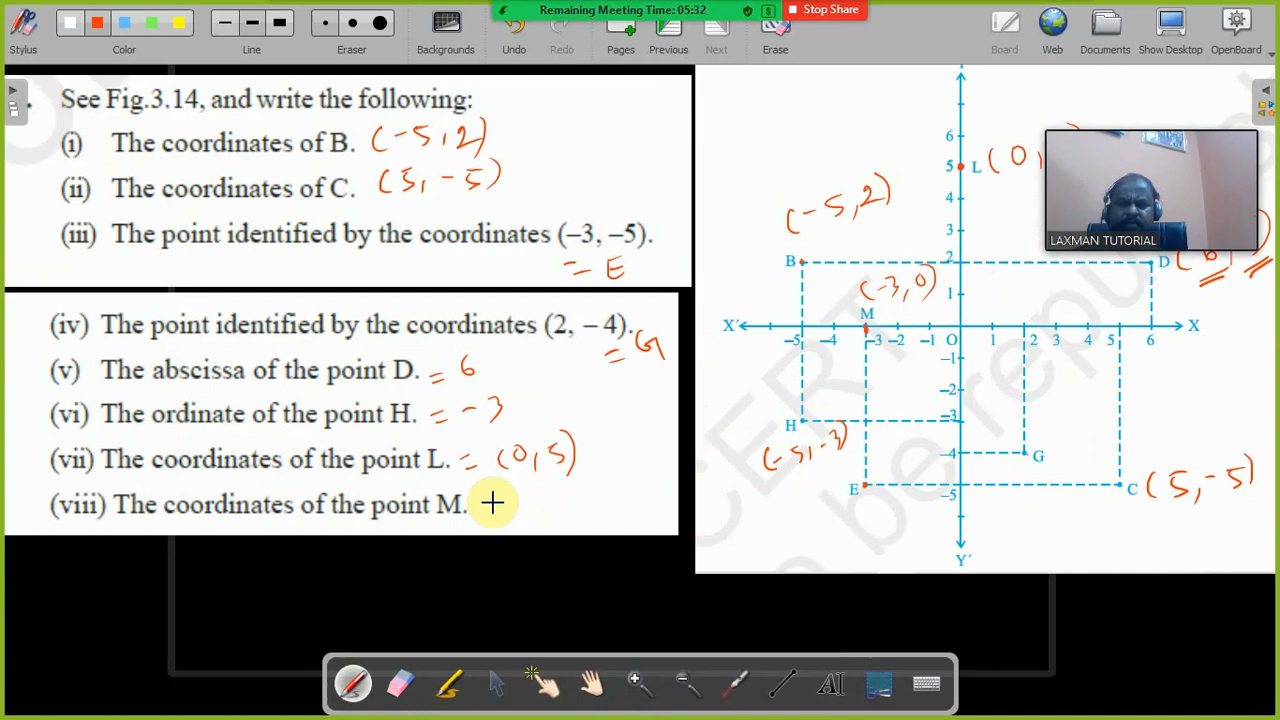 Remaining Meeting Time: 05:32
Stop Share
Stylus Color Line Eraser Backgrounds Undo Redo Pages Previous Next Erase Board Web Documents Show Desktop OpenBoard
See Fig.3.14, and write the following:
(i) The coordinates of B. (-5,2)
(ii) The coordinates of C. (5,-5)
(iii) The point identified by the coordinates (–3, –5).
= E
(iv) The point identified by the coordinates (2, – 4).
= G
(v) The abscissa of the point D. = 6
(vi) The ordinate of the point H. = -3
(vii) The coordinates of the point L. = (0,5)
(viii) The coordinates of the point M.
6
5 L (0,
4
(-5,2)
3
LAXMAN TUTORIAL
B 2 D (6,
(-3,0)
1
M
X′ X
–5 –4 –3 –2 –1 O 1 2 3 4 5 6
–1
–2
–3
H
(-5,-3)
–4 G
E –5 C (5,-5)
Y′
CERT
be repub
AI